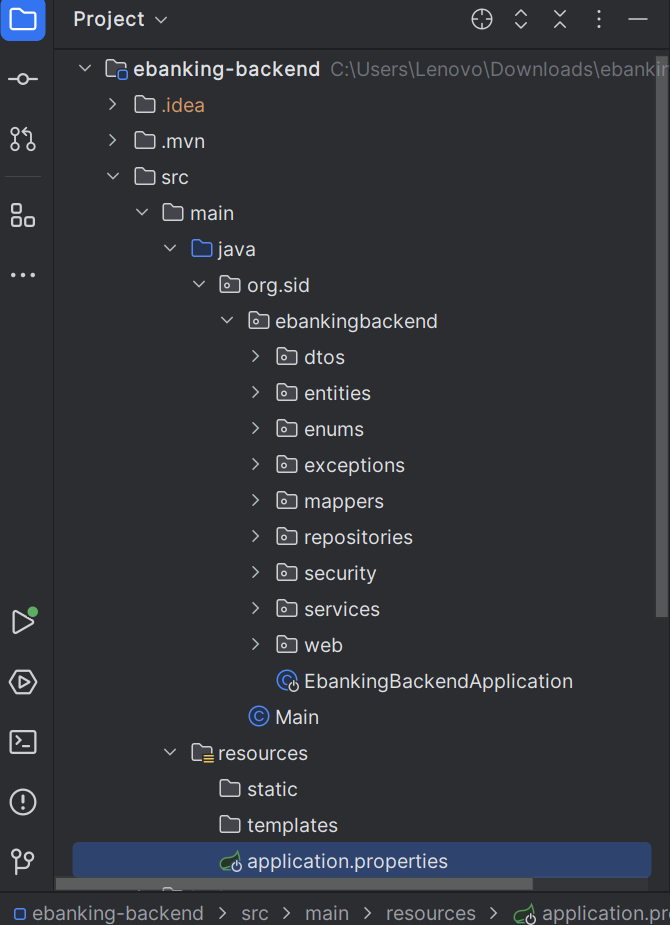 Project
ebanking-backend C:\Users\Lenovo\Downloads\ebankin
.idea
.mvn
src
main
java
org.sid
ebankingbackend
dtos
entities
enums
exceptions
mappers
repositories
security
services
web
EbankingBackendApplication
Main
resources
static
templates
application.properties
ebanking-backend > src > main > resources > application.pr